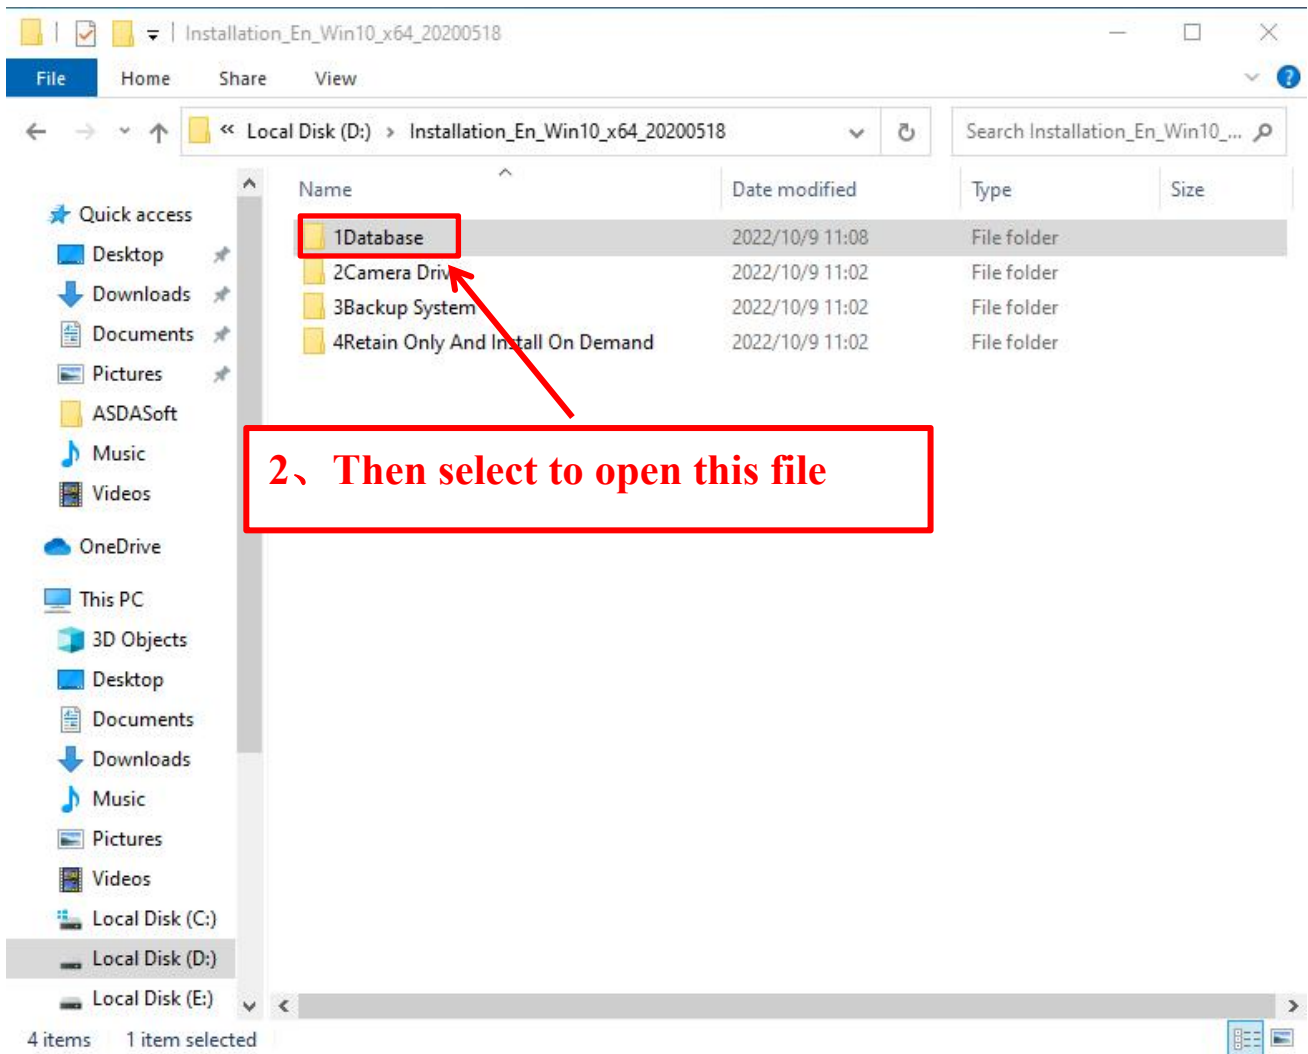 Installation_En_Win10_x64_20200518
File Home Share View
« Local Disk (D:) > Installation_En_Win10_x64_20200518
Search Installation_En_Win10_...
Name Date modified Type Size
Quick access
Desktop
Downloads
Documents
Pictures
ASDASoft
Music
Videos
OneDrive
This PC
3D Objects
Desktop
Documents
Downloads
Music
Pictures
Videos
Local Disk (C:)
Local Disk (D:)
Local Disk (E:)
1Database 2022/10/9 11:08 File folder
2Camera Driv 2022/10/9 11:02 File folder
3Backup System 2022/10/9 11:02 File folder
4Retain Only And Install On Demand 2022/10/9 11:02 File folder
2、Then select to open this file
4 items 1 item selected